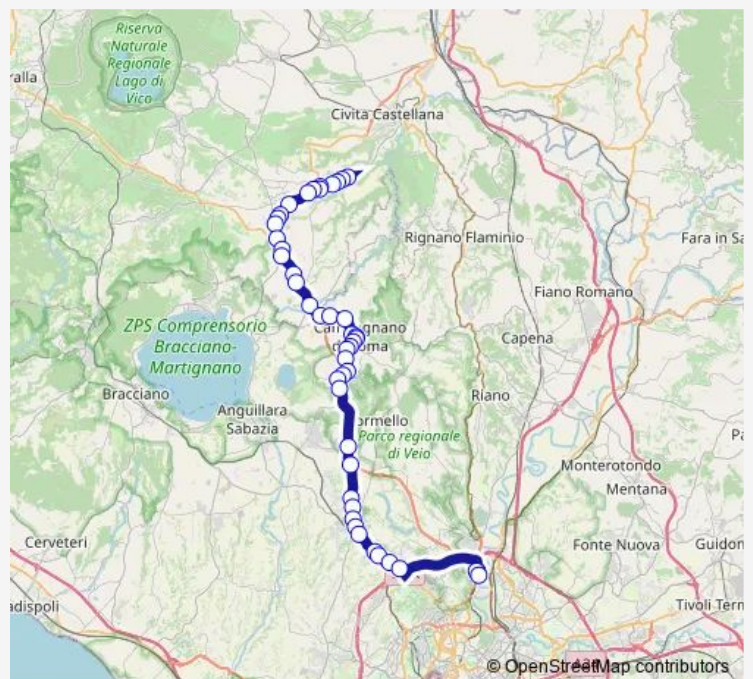 Riserva
Naturale
Regionale
Lago di
Vico
ralla
Civita Castellana
Rignano Flaminio
Fara in Sa
Fiano Romano
ZPS Comprensorio
Bracciano-
Martignano
Capena
Bracciano
Riano
Anguillara
Sabazia
ormello
Parco regionale
di Veio
Monterotondo
Mentana
Cerveteri
Fonte Nuova
Guidon
adispoli
Tivoli Term
© OpenStreetMap contributors